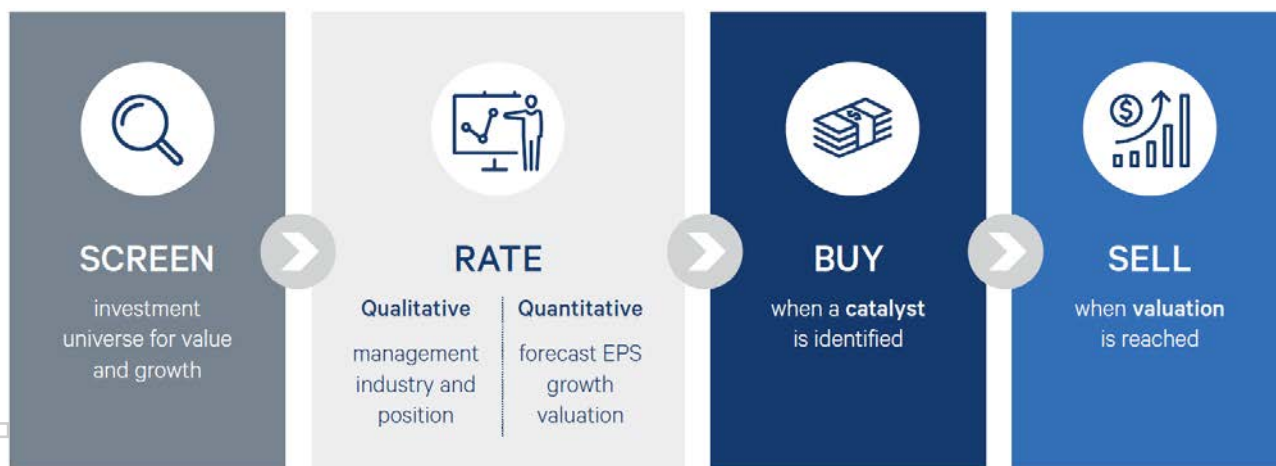 SCREEN
investment
universe for value
and growth
RATE
Qualitative
management
industry and
position
Quantitative
forecast EPS
growth
valuation
BUY
when a catalyst
is identified
SELL
when valuation
is reached